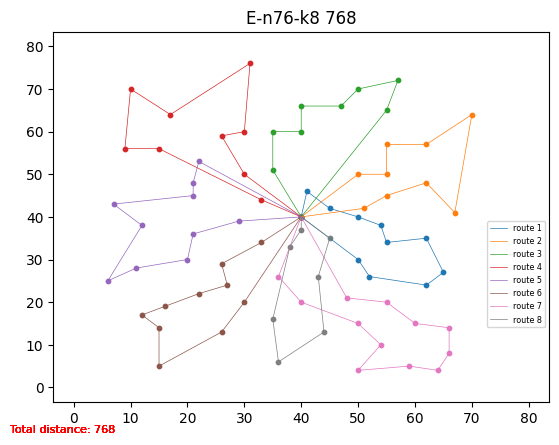 E-n76-k8 768
80
70
60
50
40
30
20
10
0
route 1
route 2
route 3
route 4
route 5
route 6
route 7
route 8
0 10 20 30 40 50 60 70 80
Total distance: 768